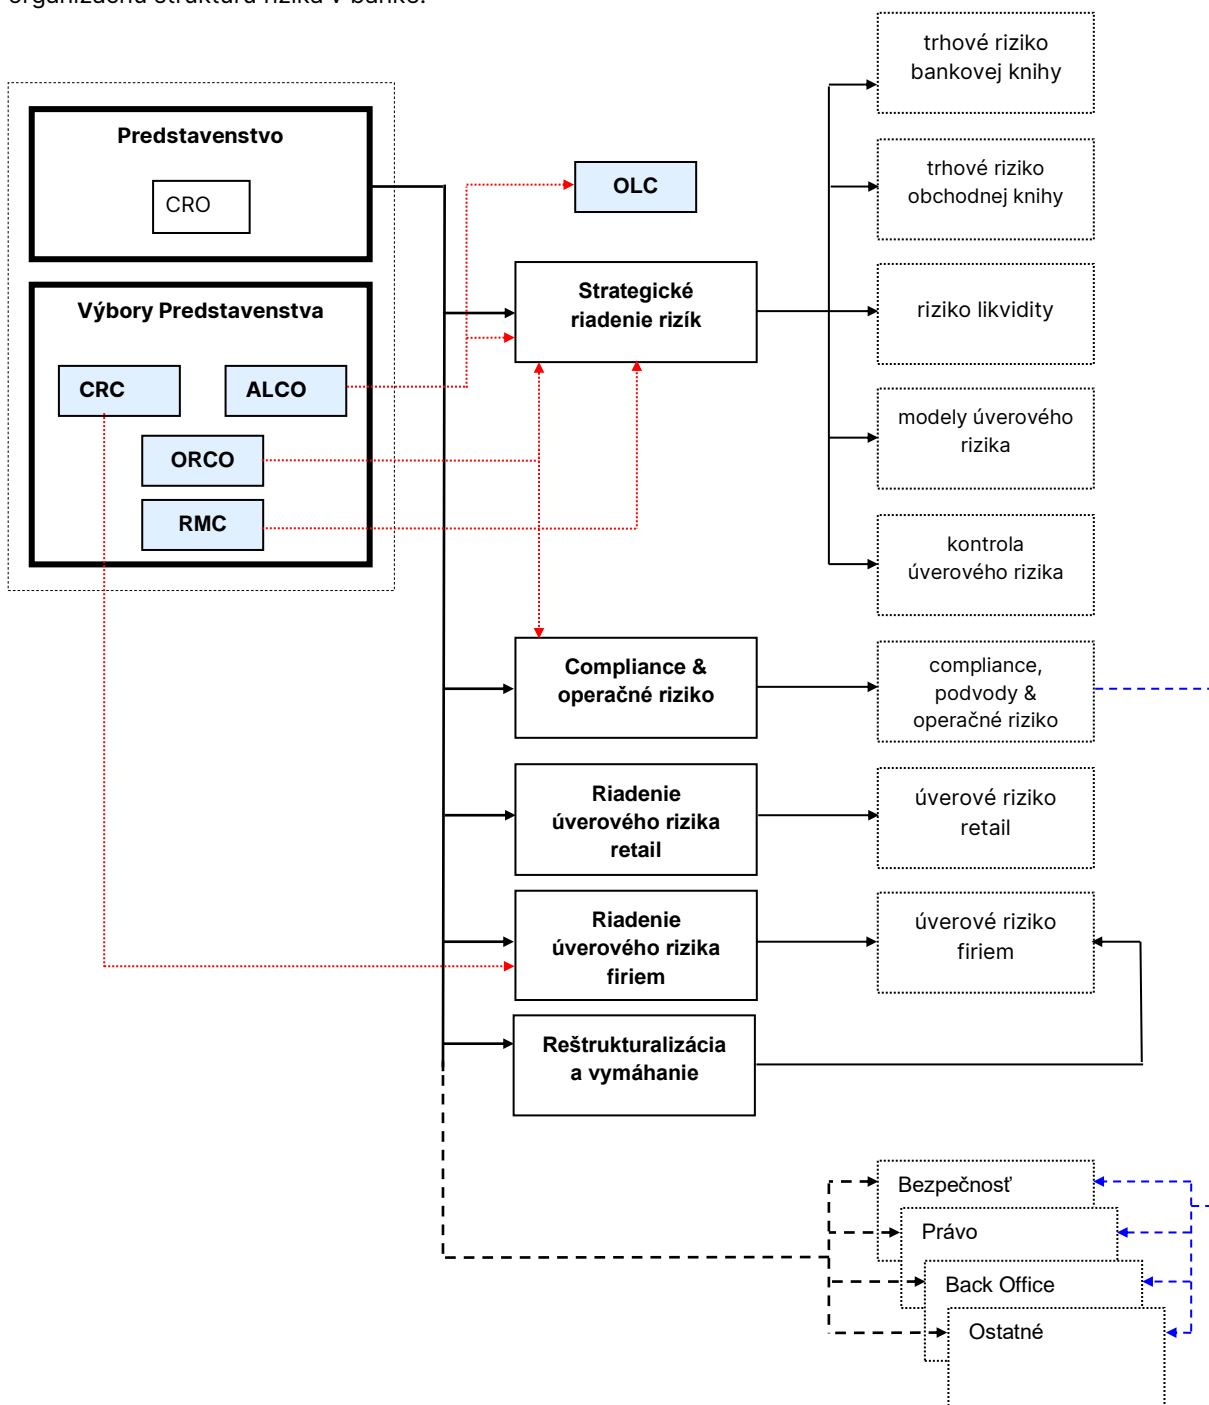 trhové riziko
bankovej knihy
Predstavenstvo
CRO
OLC
trhové riziko
obchodnej knihy
Strategické
riadenie rizík
riziko likvidity
Výbory Predstavenstva
CRC
ALCO
ORCO
RMC
modely úverového
rizika
kontrola
úverového rizika
Compliance &
operačné riziko
compliance,
podvody &
operačné riziko
Riadenie
úverového rizika
retail
úverové riziko
retail
Riadenie
úverového rizika
firiem
úverové riziko
firiem
Reštrukturalizácia
a vymáhanie
Bezpečnosť
Právo
Back Office
Ostatné